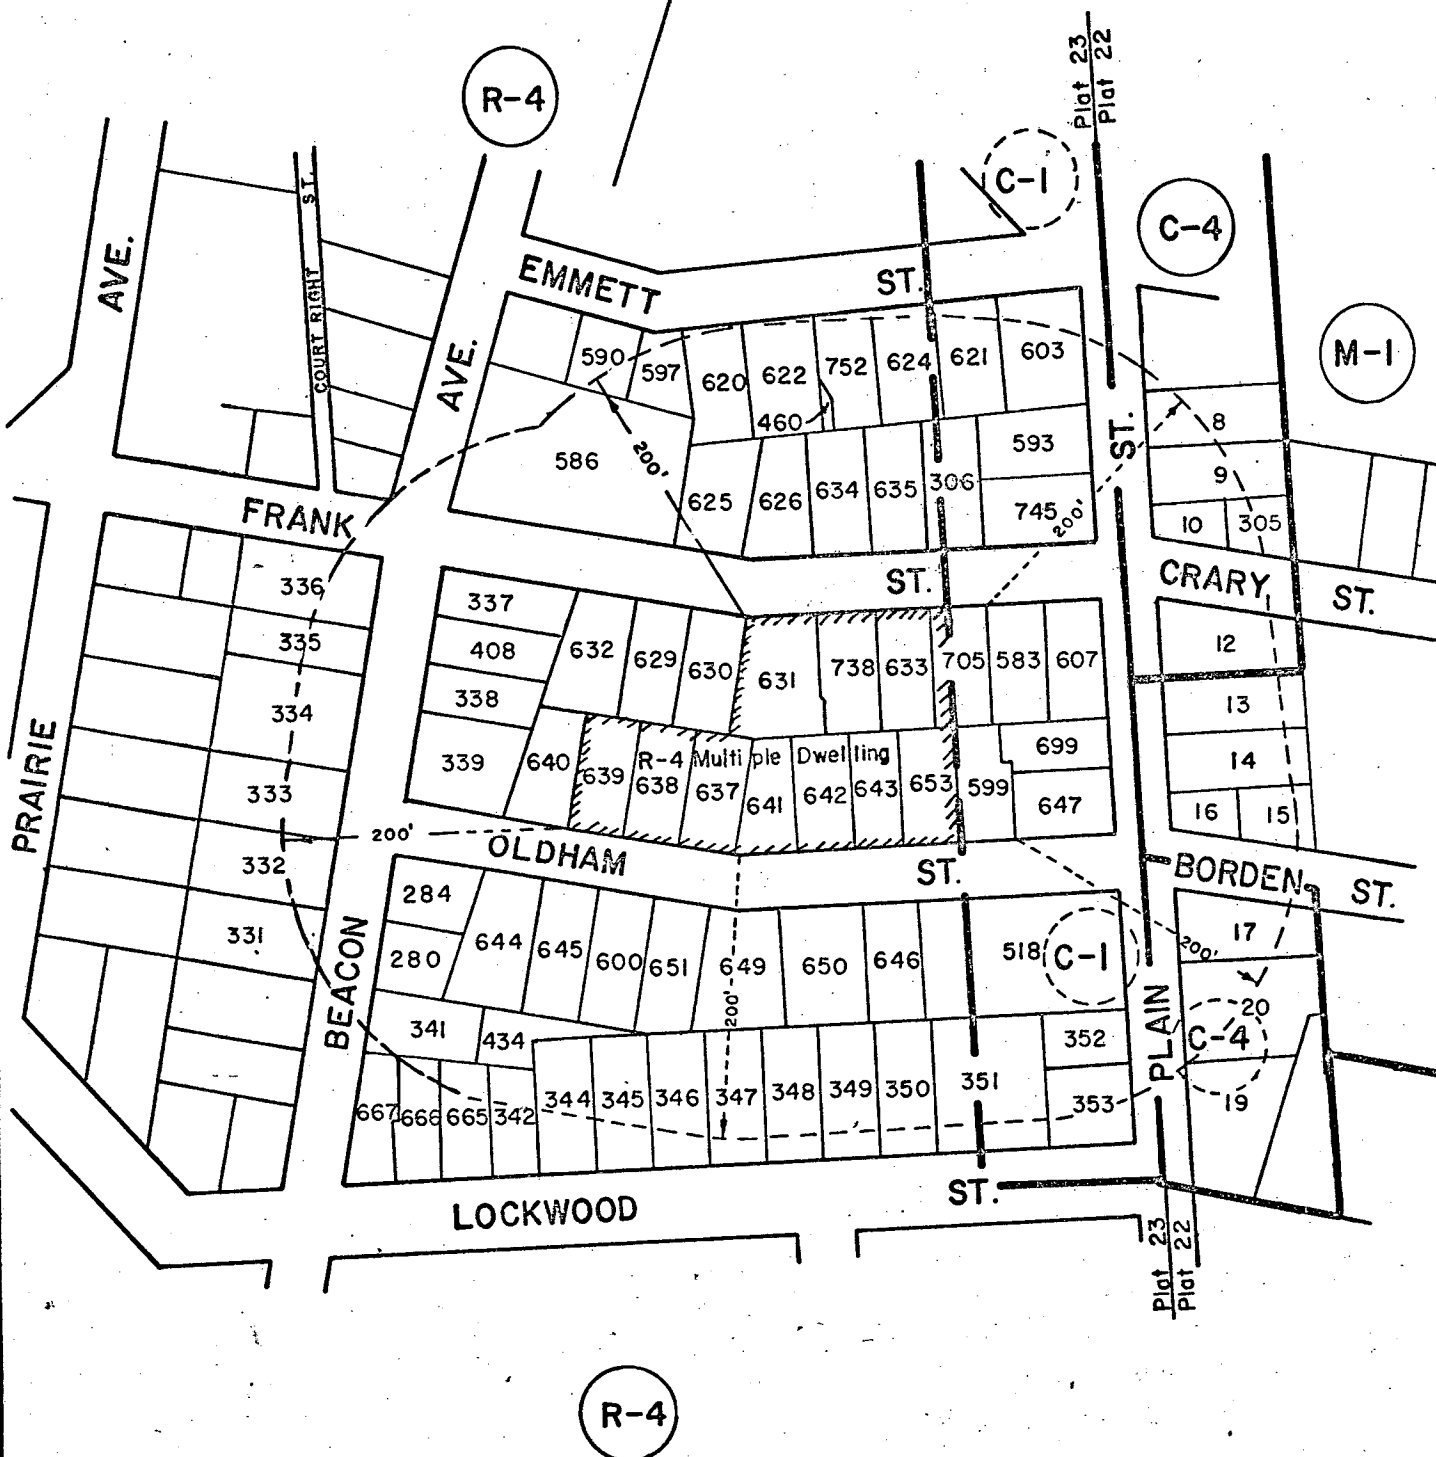 Plat 23
Plat 22
R-4
C-1
C-4
M-1
AVE.
COURTRIGHT ST.
AVE.
EMMETT ST.
590 597 620 622 752 624 621 603
460
586 200' 625 626 634 635 306 593
745 200'
ST.
8
9
10 305
FRANK ST.
CRARY ST.
336
335
334
333
332
331
337
408
338
339
632 629 630 631 738 633 705 583 607
640 639 638 637 641 642 643 653 599 699
647
R-4 Multiple Dwelling
12
13
14
16 15
PRAIRIE
200'
OLDHAM ST.
BORDEN ST.
284
280
644 645 600 651 649 650 646 518 C-1
17
200'
20
C-4
19
BEACON
341 434
200'
352
353
667 666 665 342 344 345 346 347 348 349 350 351
PLAIN
LOCKWOOD ST.
Plat 23
Plat 22
R-4